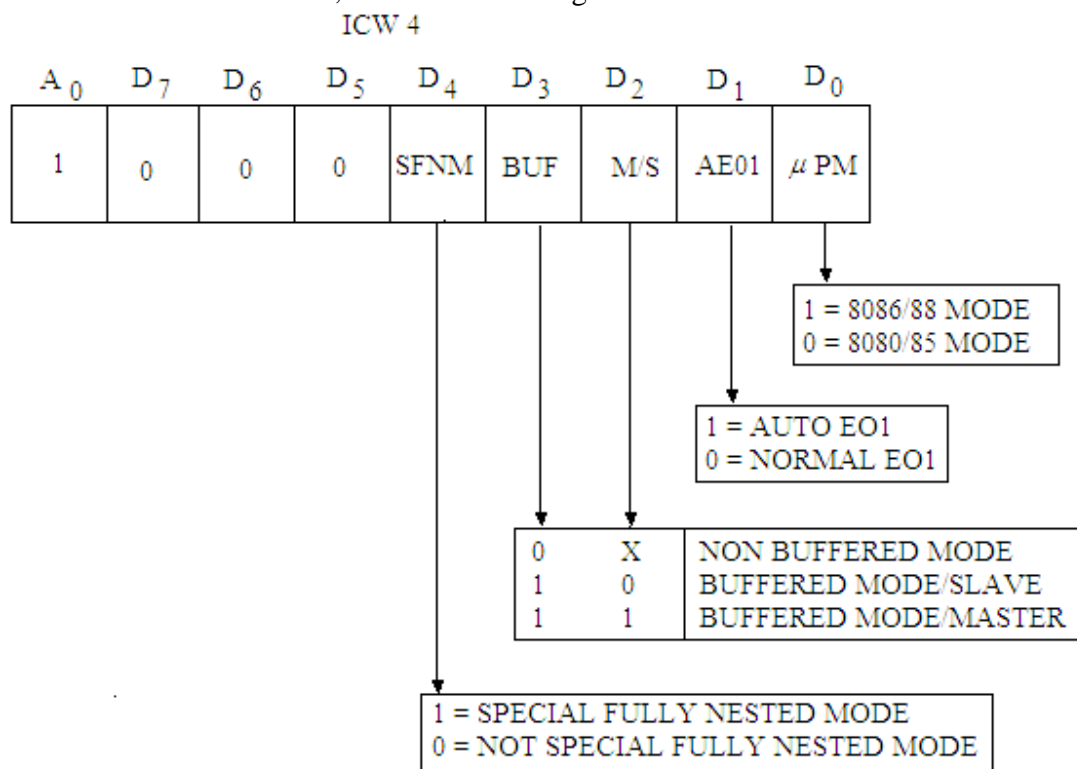 ICW 4
A0 D7 D6 D5 D4 D3 D2 D1 D0
1 0 0 0 SFNM BUF M/S AE01 μ PM
1 = 8086/88 MODE
0 = 8080/85 MODE
1 = AUTO EO1
0 = NORMAL EO1
0 X NON BUFFERED MODE
1 0 BUFFERED MODE/SLAVE
1 1 BUFFERED MODE/MASTER
1 = SPECIAL FULLY NESTED MODE
0 = NOT SPECIAL FULLY NESTED MODE